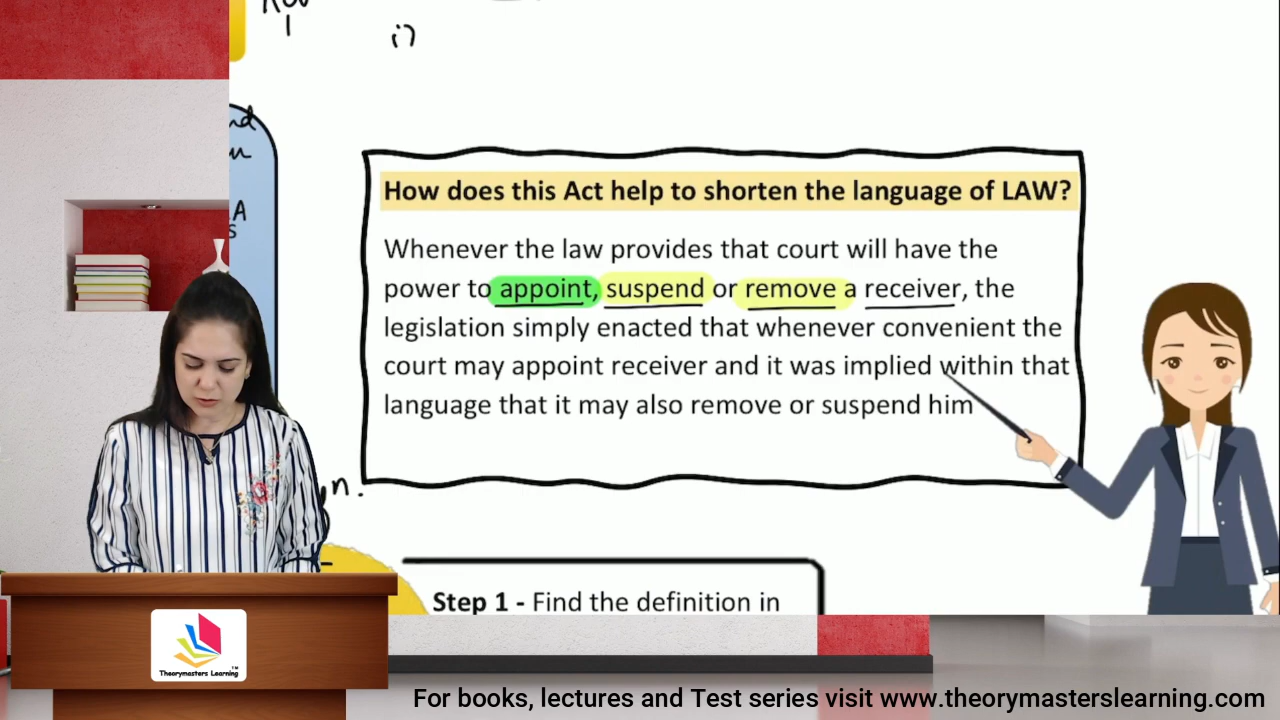 i)
A
How does this Act help to shorten the language of LAW?
Whenever the law provides that court will have the
power to appoint, suspend or remove a receiver, the
legislation simply enacted that whenever convenient the
court may appoint receiver and it was implied within that
language that it may also remove or suspend him
n.
Step 1 - Find the definition in
Theorymasters Learning™
For books, lectures and Test series visit www.theorymasterslearning.com